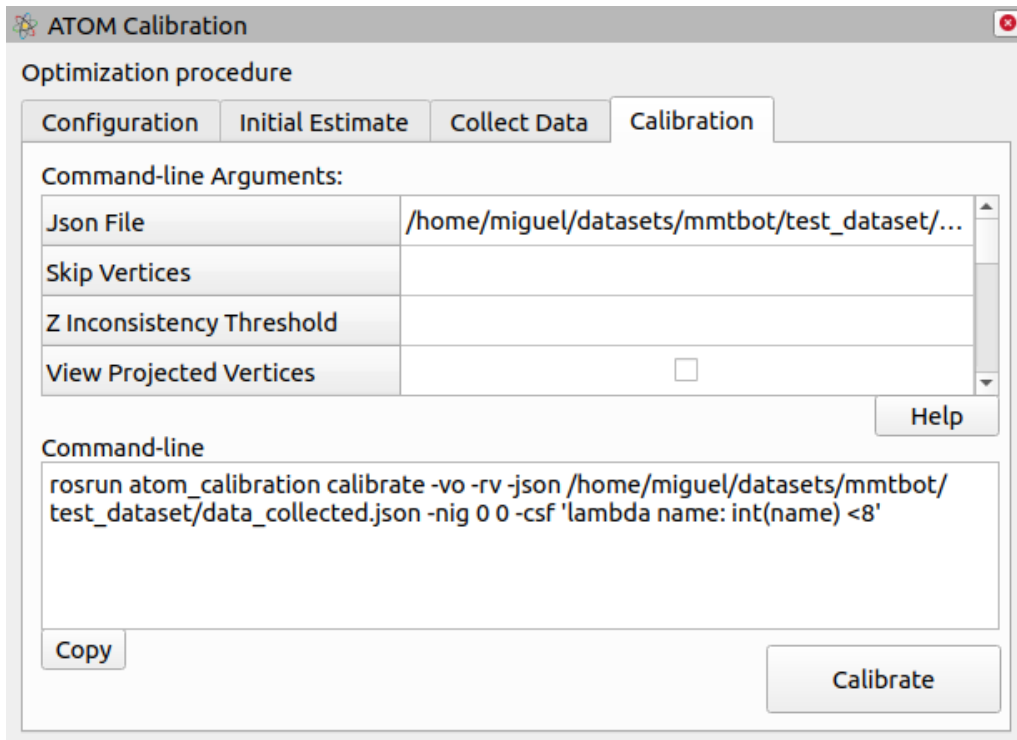 ATOM Calibration
Optimization procedure
Configuration
Initial Estimate
Collect Data
Calibration
Command-line Arguments:
Json File
/home/miguel/datasets/mmtbot/test_dataset/...
Skip Vertices
Z Inconsistency Threshold
View Projected Vertices
Help
Command-line
rosrun atom_calibration calibrate -vo -rv -json /home/miguel/datasets/mmtbot/
test_dataset/data_collected.json -nig 0 0 -csf 'lambda name: int(name) <8'
Copy
Calibrate